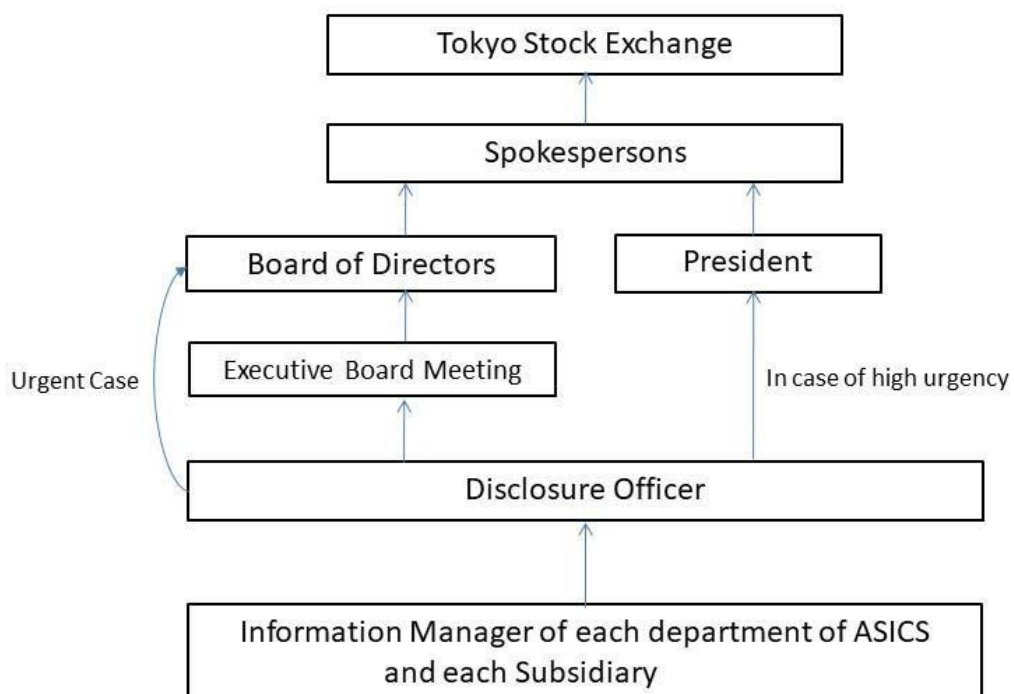 Tokyo Stock Exchange
Spokespersons
Board of Directors
President
Executive Board Meeting
Urgent Case
In case of high urgency
Disclosure Officer
Information Manager of each department of ASICS
and each Subsidiary